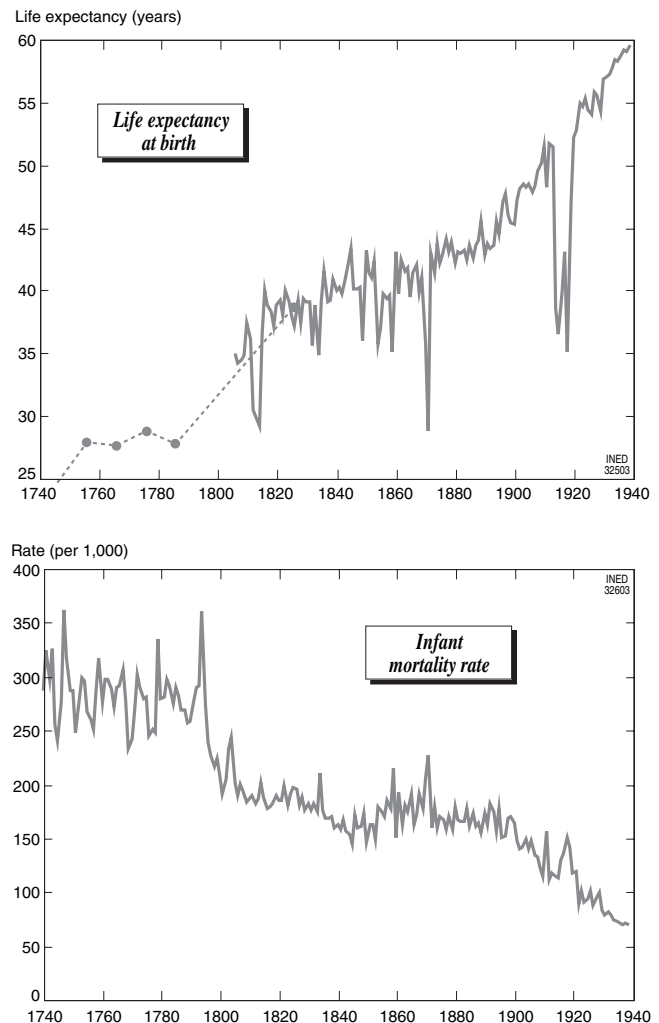 Life expectancy (years)
60
55
50
45
40
35
30
25
Life expectancy
at birth
INED
32503
1740 1760 1780 1800 1820 1840 1860 1880 1900 1920 1940
Rate (per 1,000)
400
350
300
250
200
150
100
50
0
INED
32603
Infant
mortality rate
1740 1760 1780 1800 1820 1840 1860 1880 1900 1920 1940